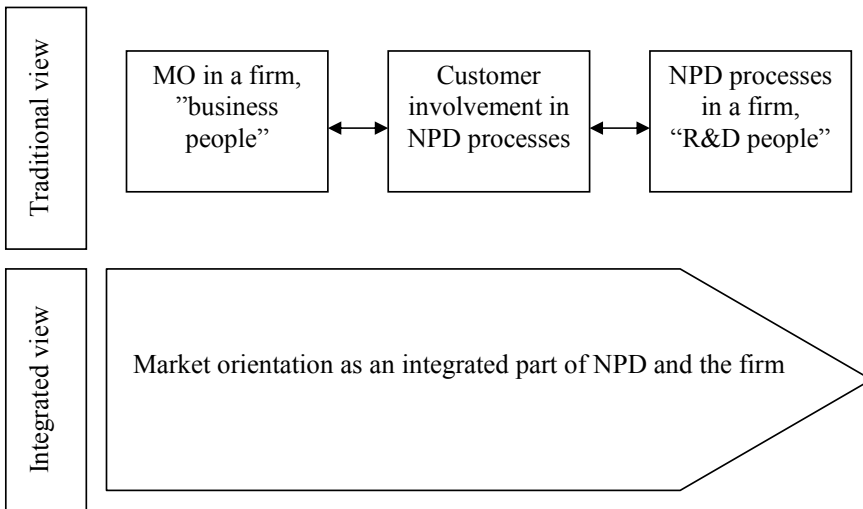 Traditional view
MO in a firm,
”business
people”
Customer
involvement in
NPD processes
NPD processes
in a firm,
“R&D people”
Integrated view
Market orientation as an integrated part of NPD and the firm